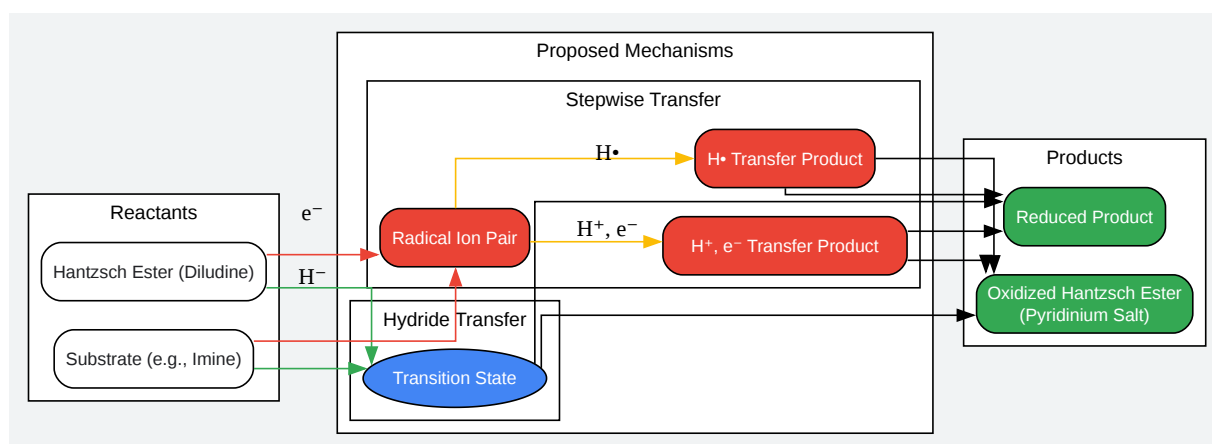 Proposed Mechanisms
Stepwise Transfer
H•
H• Transfer Product
Products
Reactants
e⁻
Radical Ion Pair
H⁺, e⁻
H⁺, e⁻ Transfer Product
Reduced Product
Hantzsch Ester (Diludine)
H⁻
Oxidized Hantzsch Ester
(Pyridinium Salt)
Hydride Transfer
Substrate (e.g., Imine)
Transition State